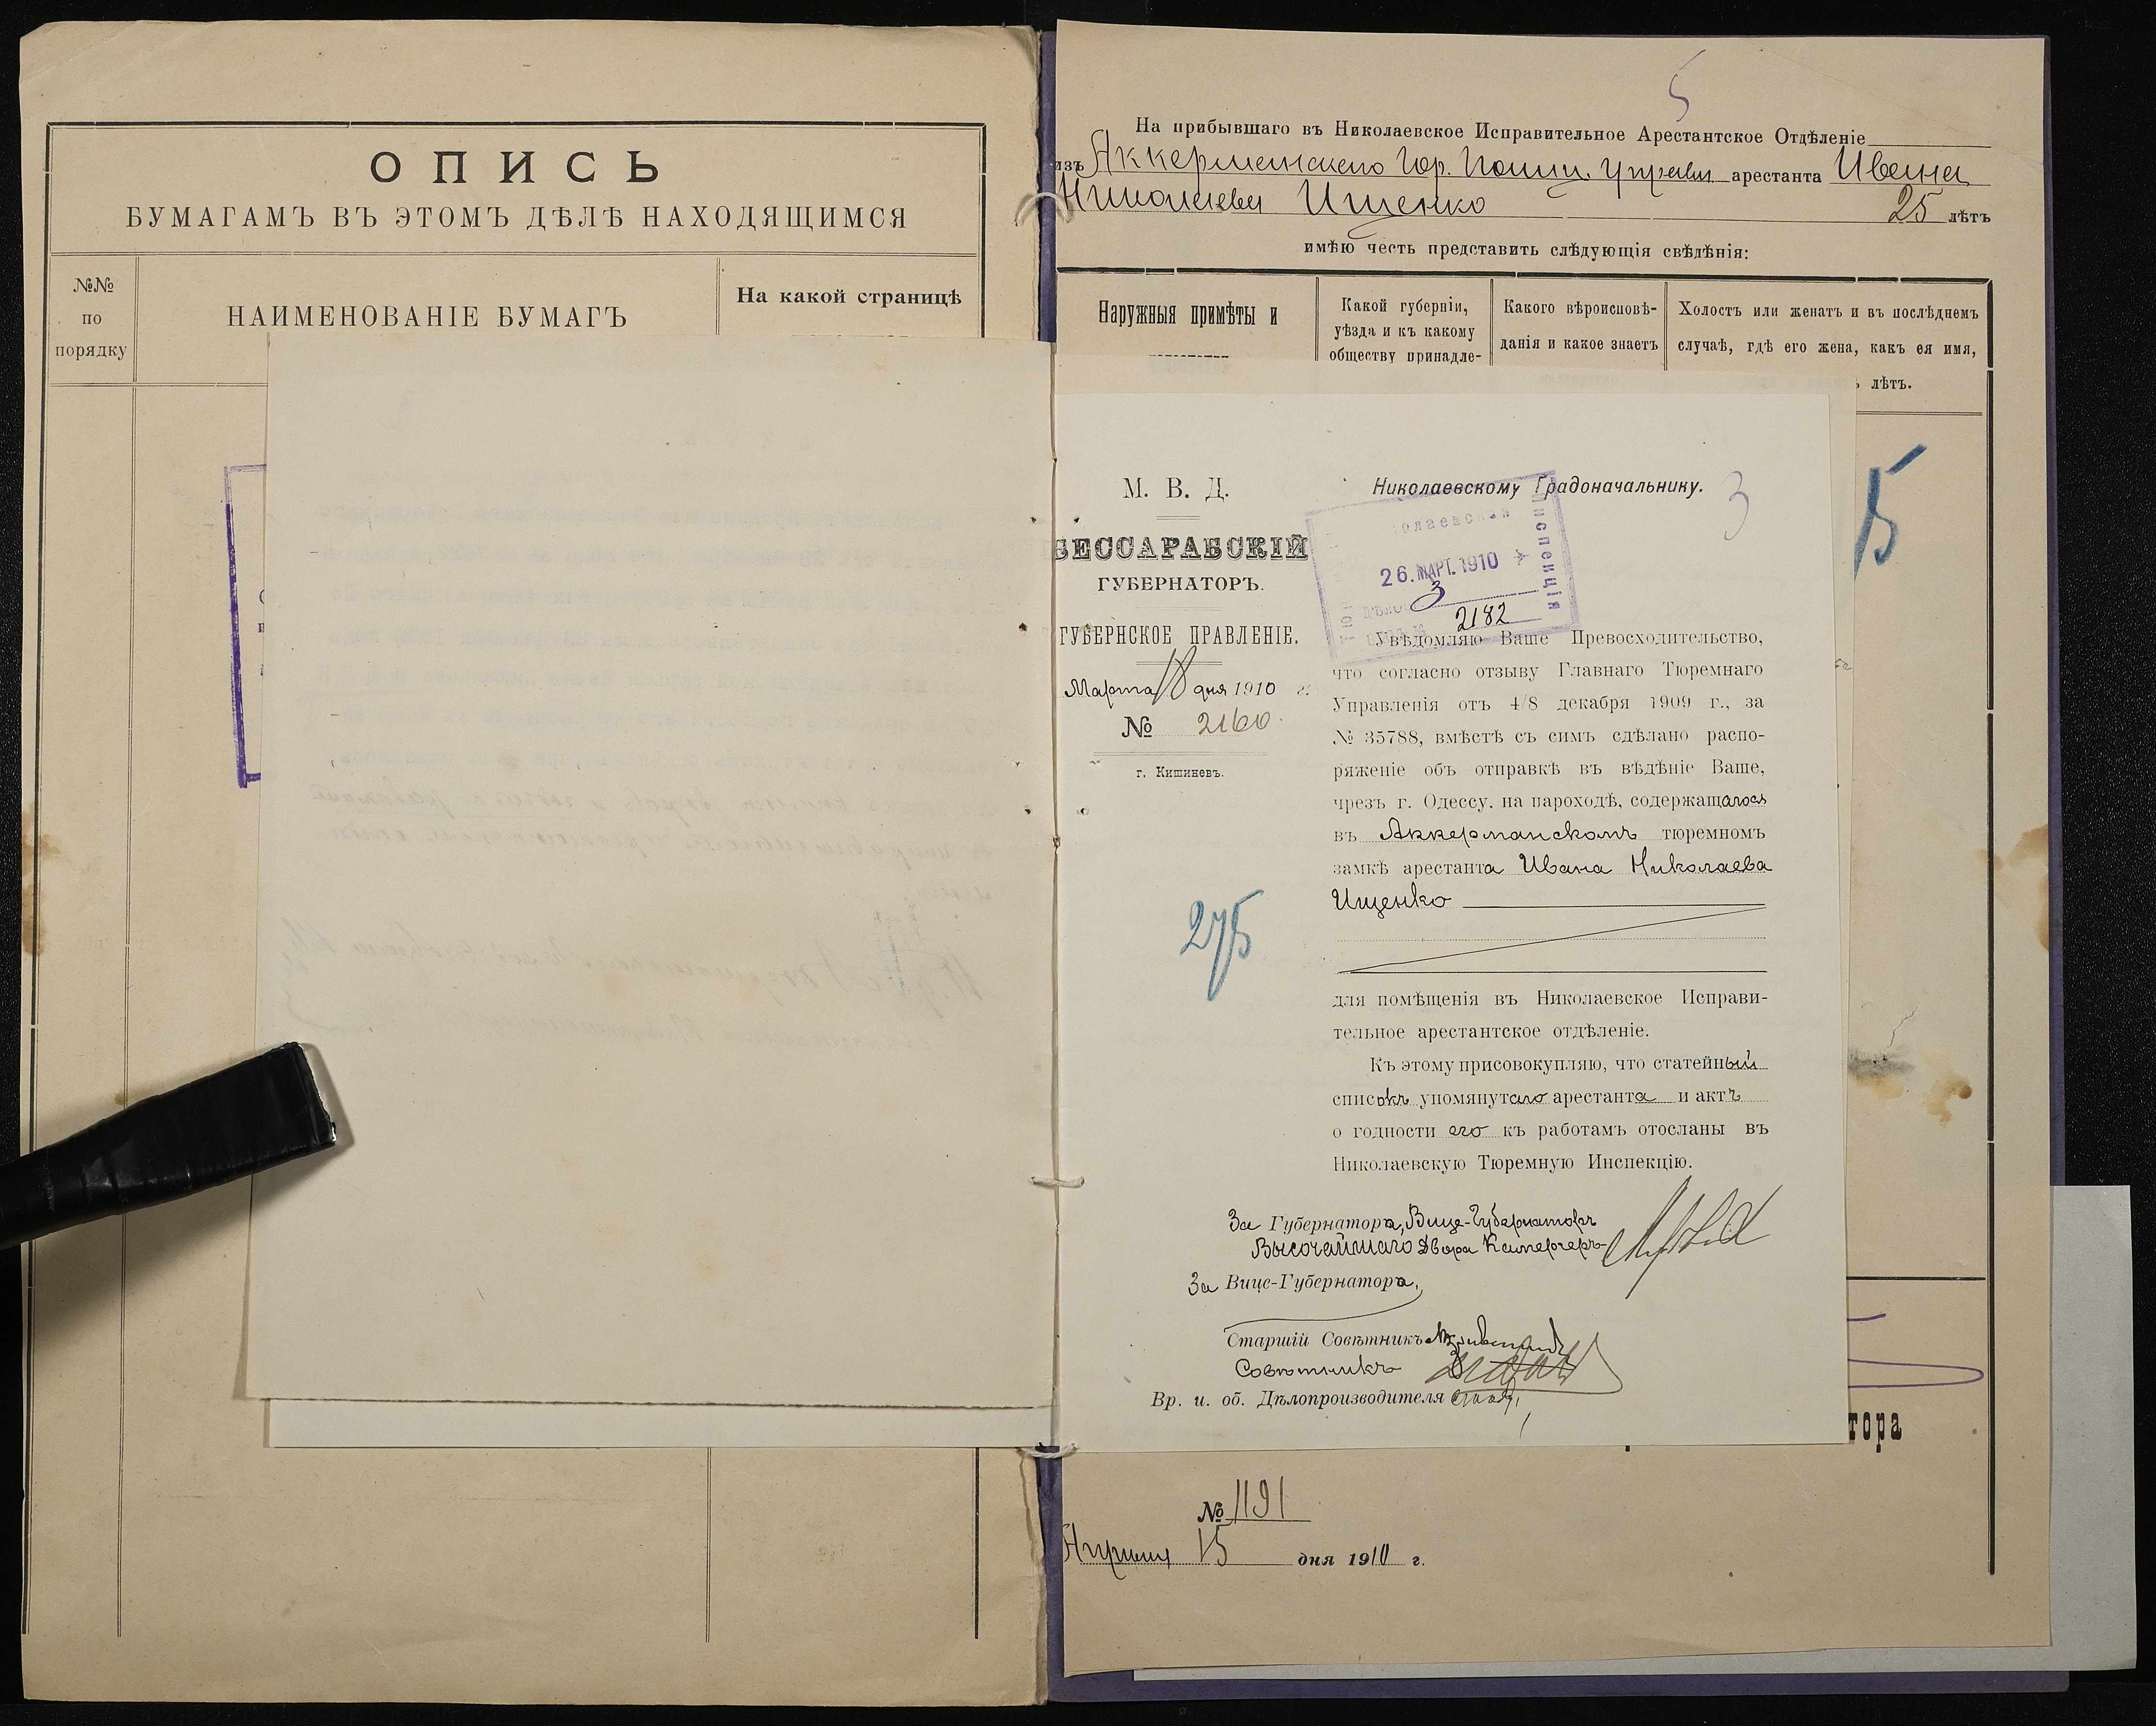 ОПИСЬ
БУМАГАМЪ ВЪ ЭТОМЪ ДѢЛѢ НАХОДЯЩИМСЯ
№№
по
порядку
НАИМЕНОВАНІЕ БУМАГЪ
На какой страницѣ
5
На прибывшаго въ Николаевское Исправительное Арестантское Отдѣленіе
изъ Аккерманскаго Гор. Полиц. Управл арестанта Ивана
Николаева Ищенко 25 лѣтъ
имѣю честь представить слѣдующія свѣдѣнія:
Наружныя примѣты и
Какой губерніи,
уѣзда и къ какому
обществу принадле-
Какого вѣроисповѣ-
данія и какое знаетъ
Холостъ или женатъ и въ послѣднемъ
случаѣ, гдѣ его жена, какъ ея имя,
лѣтъ.
М. В. Д.
БЕССАРАБСКІЙ
ГУБЕРНАТОРЪ.
ГУБЕРНСКОЕ ПРАВЛЕНІЕ.
Марта 18 дня 1910 г.
№ 2160.
г. Кишиневъ.
275
Николаевскому Градоначальнику.
3
инспекція
26. МАРТ. 1910
3
2182
Увѣдомляю Ваше Превосходительство,
что согласно отзыву Главнаго Тюремнаго
Управленія отъ 4/8 декабря 1909 г., за
№ 35788, вмѣстѣ съ симъ сдѣлано распо-
ряженіе объ отправкѣ въ вѣдѣніе Ваше,
чрезъ г. Одессу, на пароходѣ, содержащагося
въ Аккерманскомъ тюремномъ
замкѣ арестанта Ивана Николаева
Ищенко
для помѣщенія въ Николаевское Исправи-
тельное арестантское отдѣленіе.
Къ этому присовокупляю, что статейный
списокъ упомянутаго арестанта и актъ
о годности его къ работамъ отосланы въ
Николаевскую Тюремную Инспекцію.
За Губернатора, Вице-Губернаторъ
Высочайшаго Двора Камергеръ
За Вице-Губернатора,
Старшій Совѣтникъ
Совѣтникъ
Вр. и. об. Дѣлопроизводителя
тора
№ 1191
Апрѣля 15 дня 1910 г.